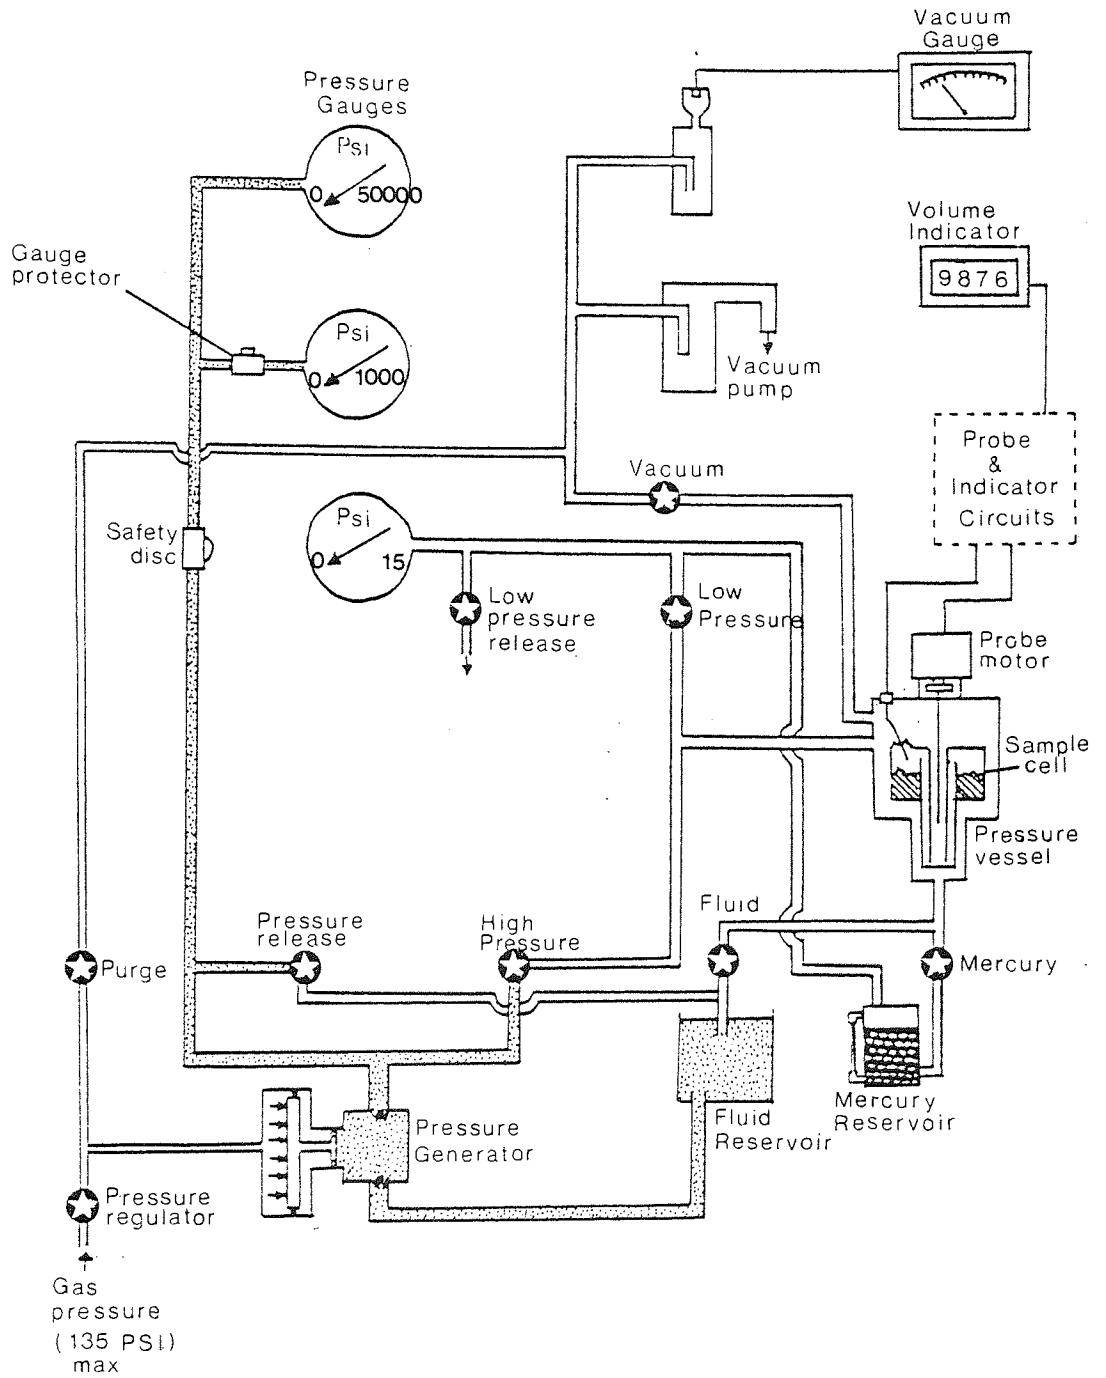 Vacuum
Gauge
Pressure
Gauges
Psi
0 50000
Volume
Indicator
9876
Gauge
protector
Psi
0 1000
Vacuum
pump
Probe
&
Indicator
Circuits
Vacuum
Safety
disc
Psi
0 15
Low
pressure
release
Low
Pressure
Probe
motor
Sample
cell
Pressure
vessel
Fluid
Pressure
release
High
Pressure
Purge
Mercury
Mercury
Reservoir
Fluid
Reservoir
Pressure
Generator
Pressure
regulator
Gas
pressure
(135 PSI)
max